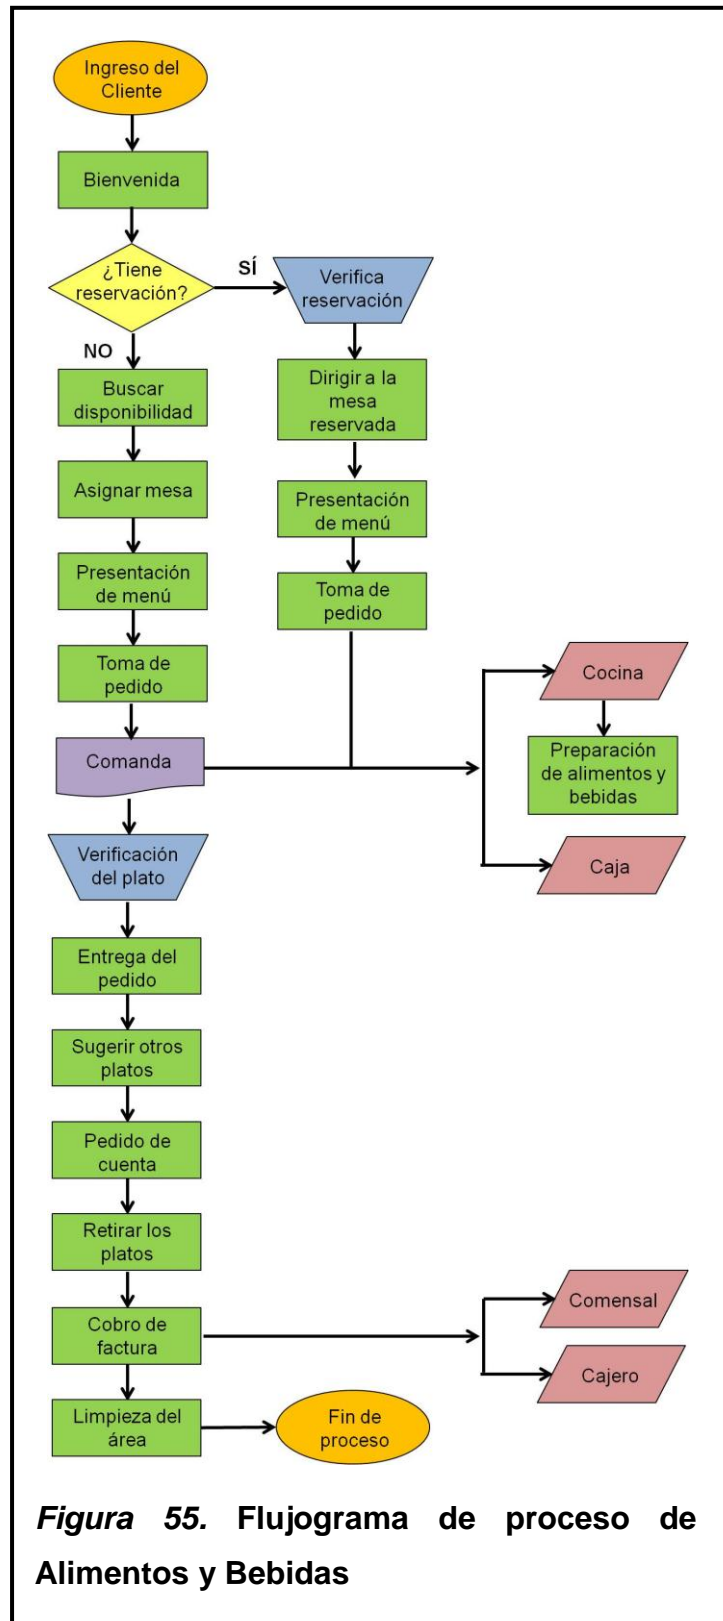 Ingreso del
Cliente
Bienvenida
¿Tiene
reservación?
SÍ
Verifica
reservación
NO
Buscar
disponibilidad
Dirigir a la
mesa
reservada
Asignar mesa
Presentación
de menú
Presentación
de menú
Toma de
pedido
Toma de
pedido
Cocina
Comanda
Preparación
de alimentos y
bebidas
Verificación
del plato
Caja
Entrega del
pedido
Sugerir otros
platos
Pedido de
cuenta
Retirar los
platos
Comensal
Cobro de
factura
Cajero
Limpieza del
área
Fin de
proceso
Figura 55. Flujograma de proceso de
Alimentos y Bebidas